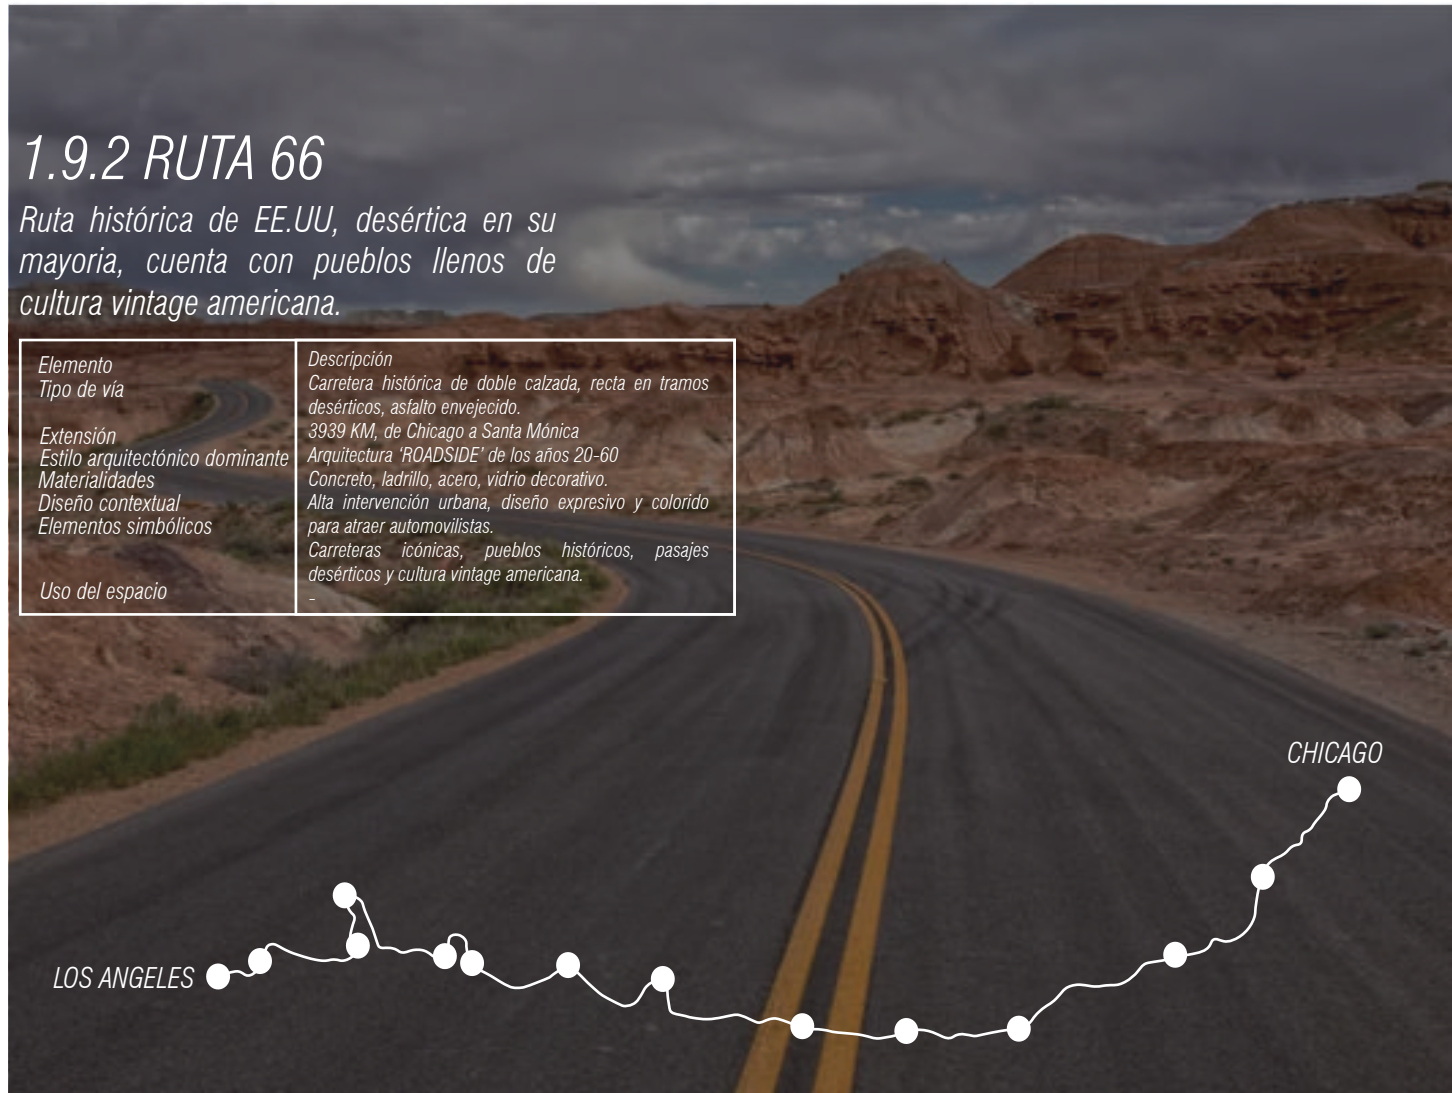 1.9.2 RUTA 66
Ruta histórica de EE.UU, desértica en su
mayoria, cuenta con pueblos llenos de
cultura vintage americana.
Elemento
Tipo de vía
Extensión
Estilo arquitectónico dominante
Materialidades
Diseño contextual
Elementos simbólicos
Uso del espacio
Descripción
Carretera histórica de doble calzada, recta en tramos
desérticos, asfalto envejecido.
3939 KM, de Chicago a Santa Mónica
Arquitectura ‘ROADSIDE’ de los años 20-60
Concreto, ladrillo, acero, vidrio decorativo.
Alta intervención urbana, diseño expresivo y colorido
para atraer automovilistas.
Carreteras icónicas, pueblos históricos, pasajes
desérticos y cultura vintage americana.
-
CHICAGO
LOS ANGELES